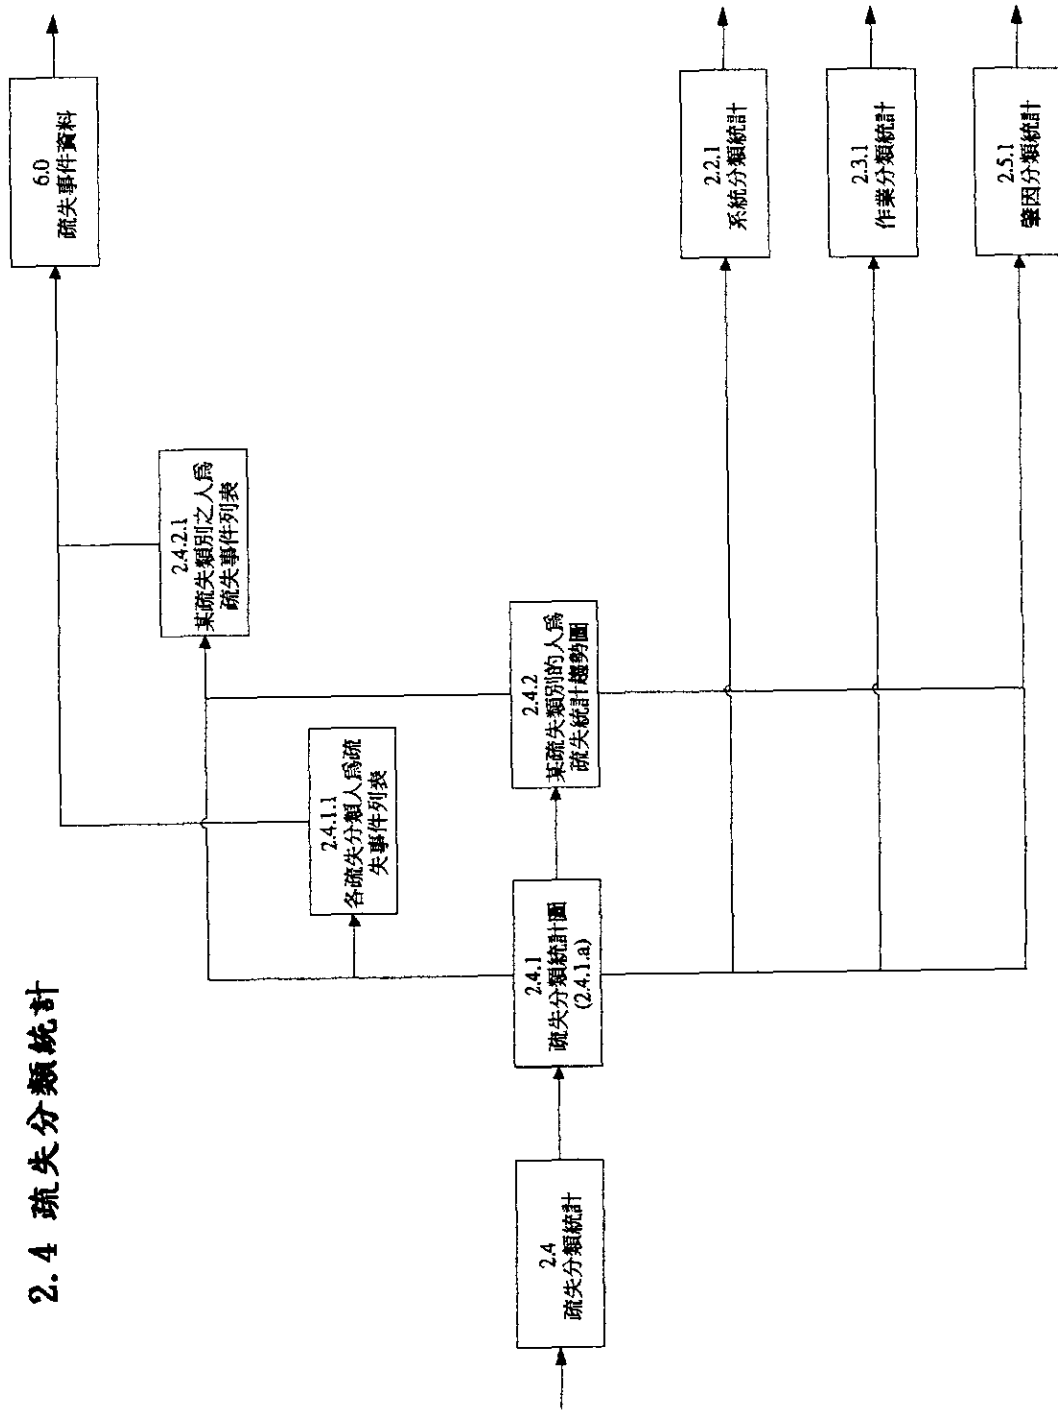 2.4 疏失分類統計
2.4
疏失分類統計
2.4.1
疏失分類統計圖
(2.4.1.a)
2.4.1.1
各疏失分類人爲疏
失事件列表
2.4.2
某疏失類別的人爲
疏失統計趨勢圖
2.4.2.1
某疏失類別之人爲
疏失事件列表
6.0
疏失事件資料
2.2.1
系統分類統計
2.3.1
作業分類統計
2.5.1
肇因分類統計